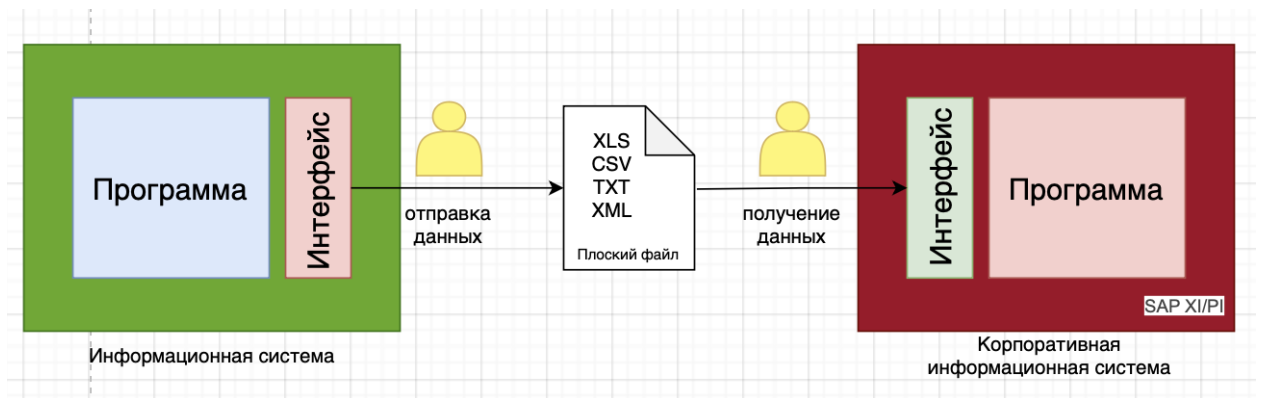 Программа
Интерфейс
отправка
данных
XLS
CSV
TXT
XML
Плоский файл
получение
данных
Интерфейс
Программа
SAP XI/PI
Информационная система
Корпоративная
информационная система